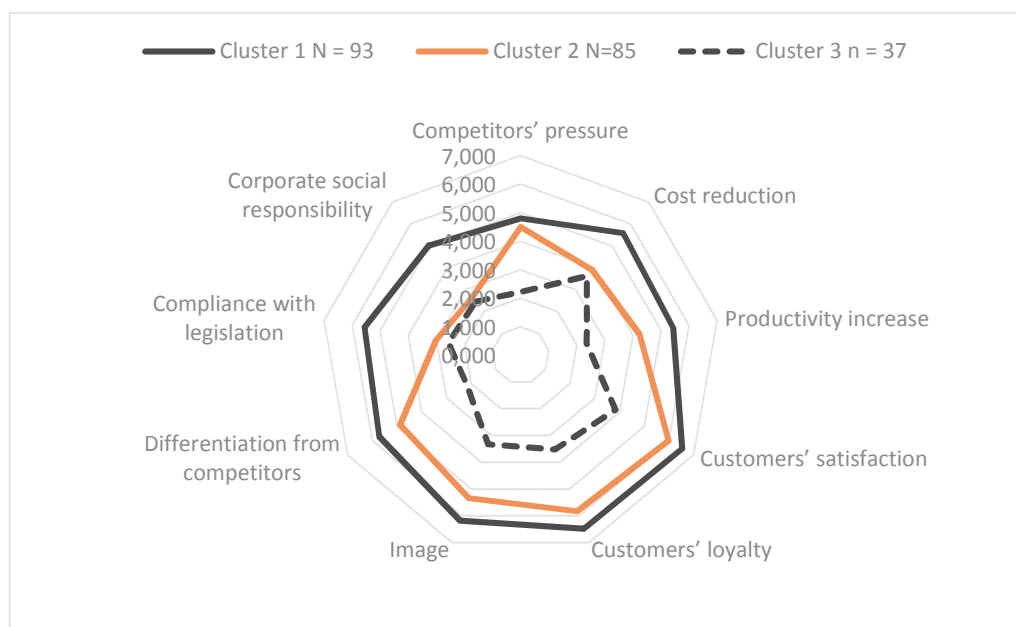 Cluster 1 N = 93 Cluster 2 N=85 Cluster 3 n = 37
Competitors’ pressure
7,000
6,000
5,000
4,000
3,000
2,000
1,000
0,000
Cost reduction
Productivity increase
Customers’ satisfaction
Customers’ loyalty
Image
Differentiation from
competitors
Compliance with
legislation
Corporate social
responsibility